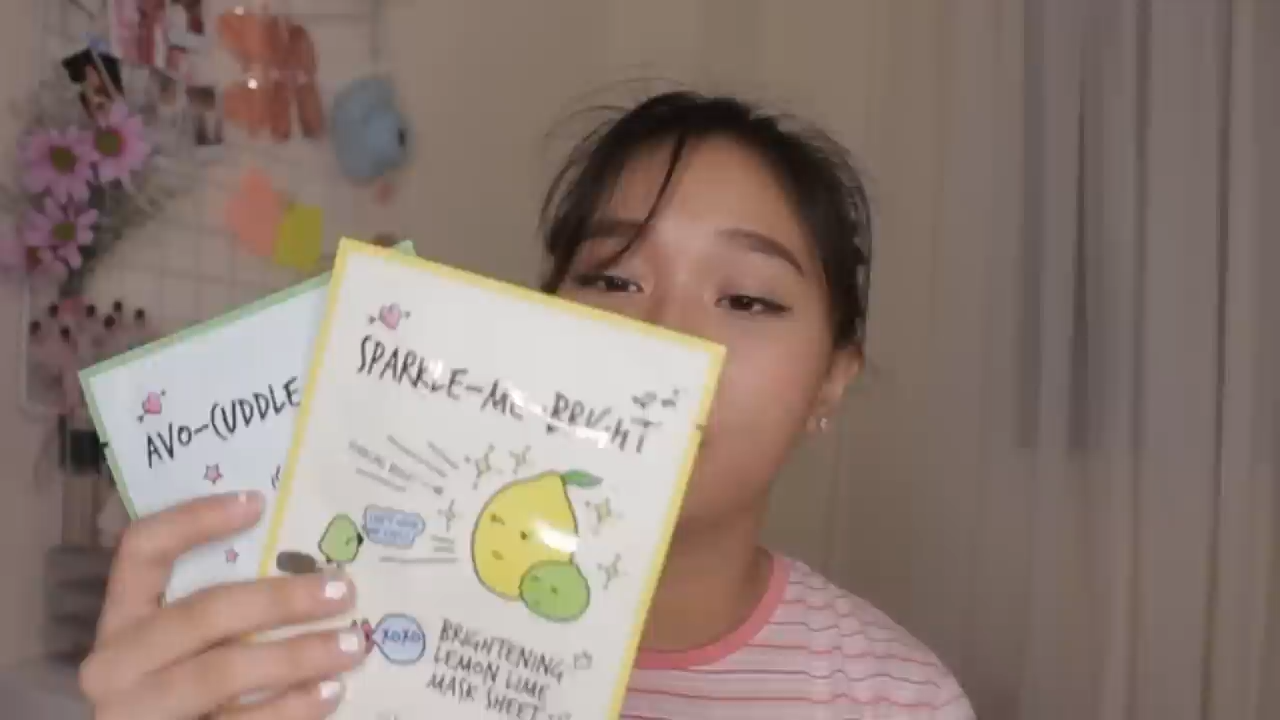 AVO-CUDDLE
SPARKLE-ME-BRIGHT
XOXO
BRIGHTENING
LEMON LIME
MASK SHEET